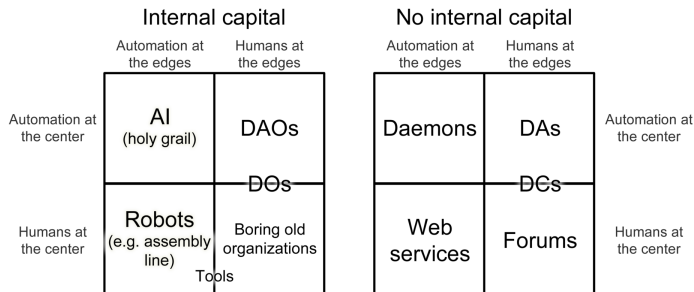 Internal capital
No internal capital
Automation at
the edges
Humans at
the edges
Automation at
the edges
Humans at
the edges
Automation at
the center
AI
(holy grail)
DAOs
Daemons
DAs
Automation at
the center
DOs
DCs
Humans at
the center
Robots
(e.g. assembly
line)
Boring old
organizations
Web
services
Forums
Humans at
the center
Tools